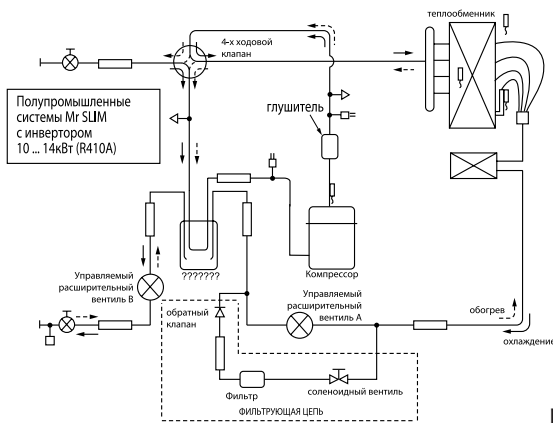 теплообменник
4-х ходовой
клапан
Полупромышленные
системы Mr SLIM
с инвертором
10 ... 14кВт (R410A)
глушитель
???????
Компрессор
Управляемый
расширительный
вентиль B
Управляемый
расширительный
вентиль A
обратный
клапан
обогрев
охлаждение
Фильтр
соленоидный вентиль
ФИЛЬТРУЮЩАЯ ЦЕПЬ